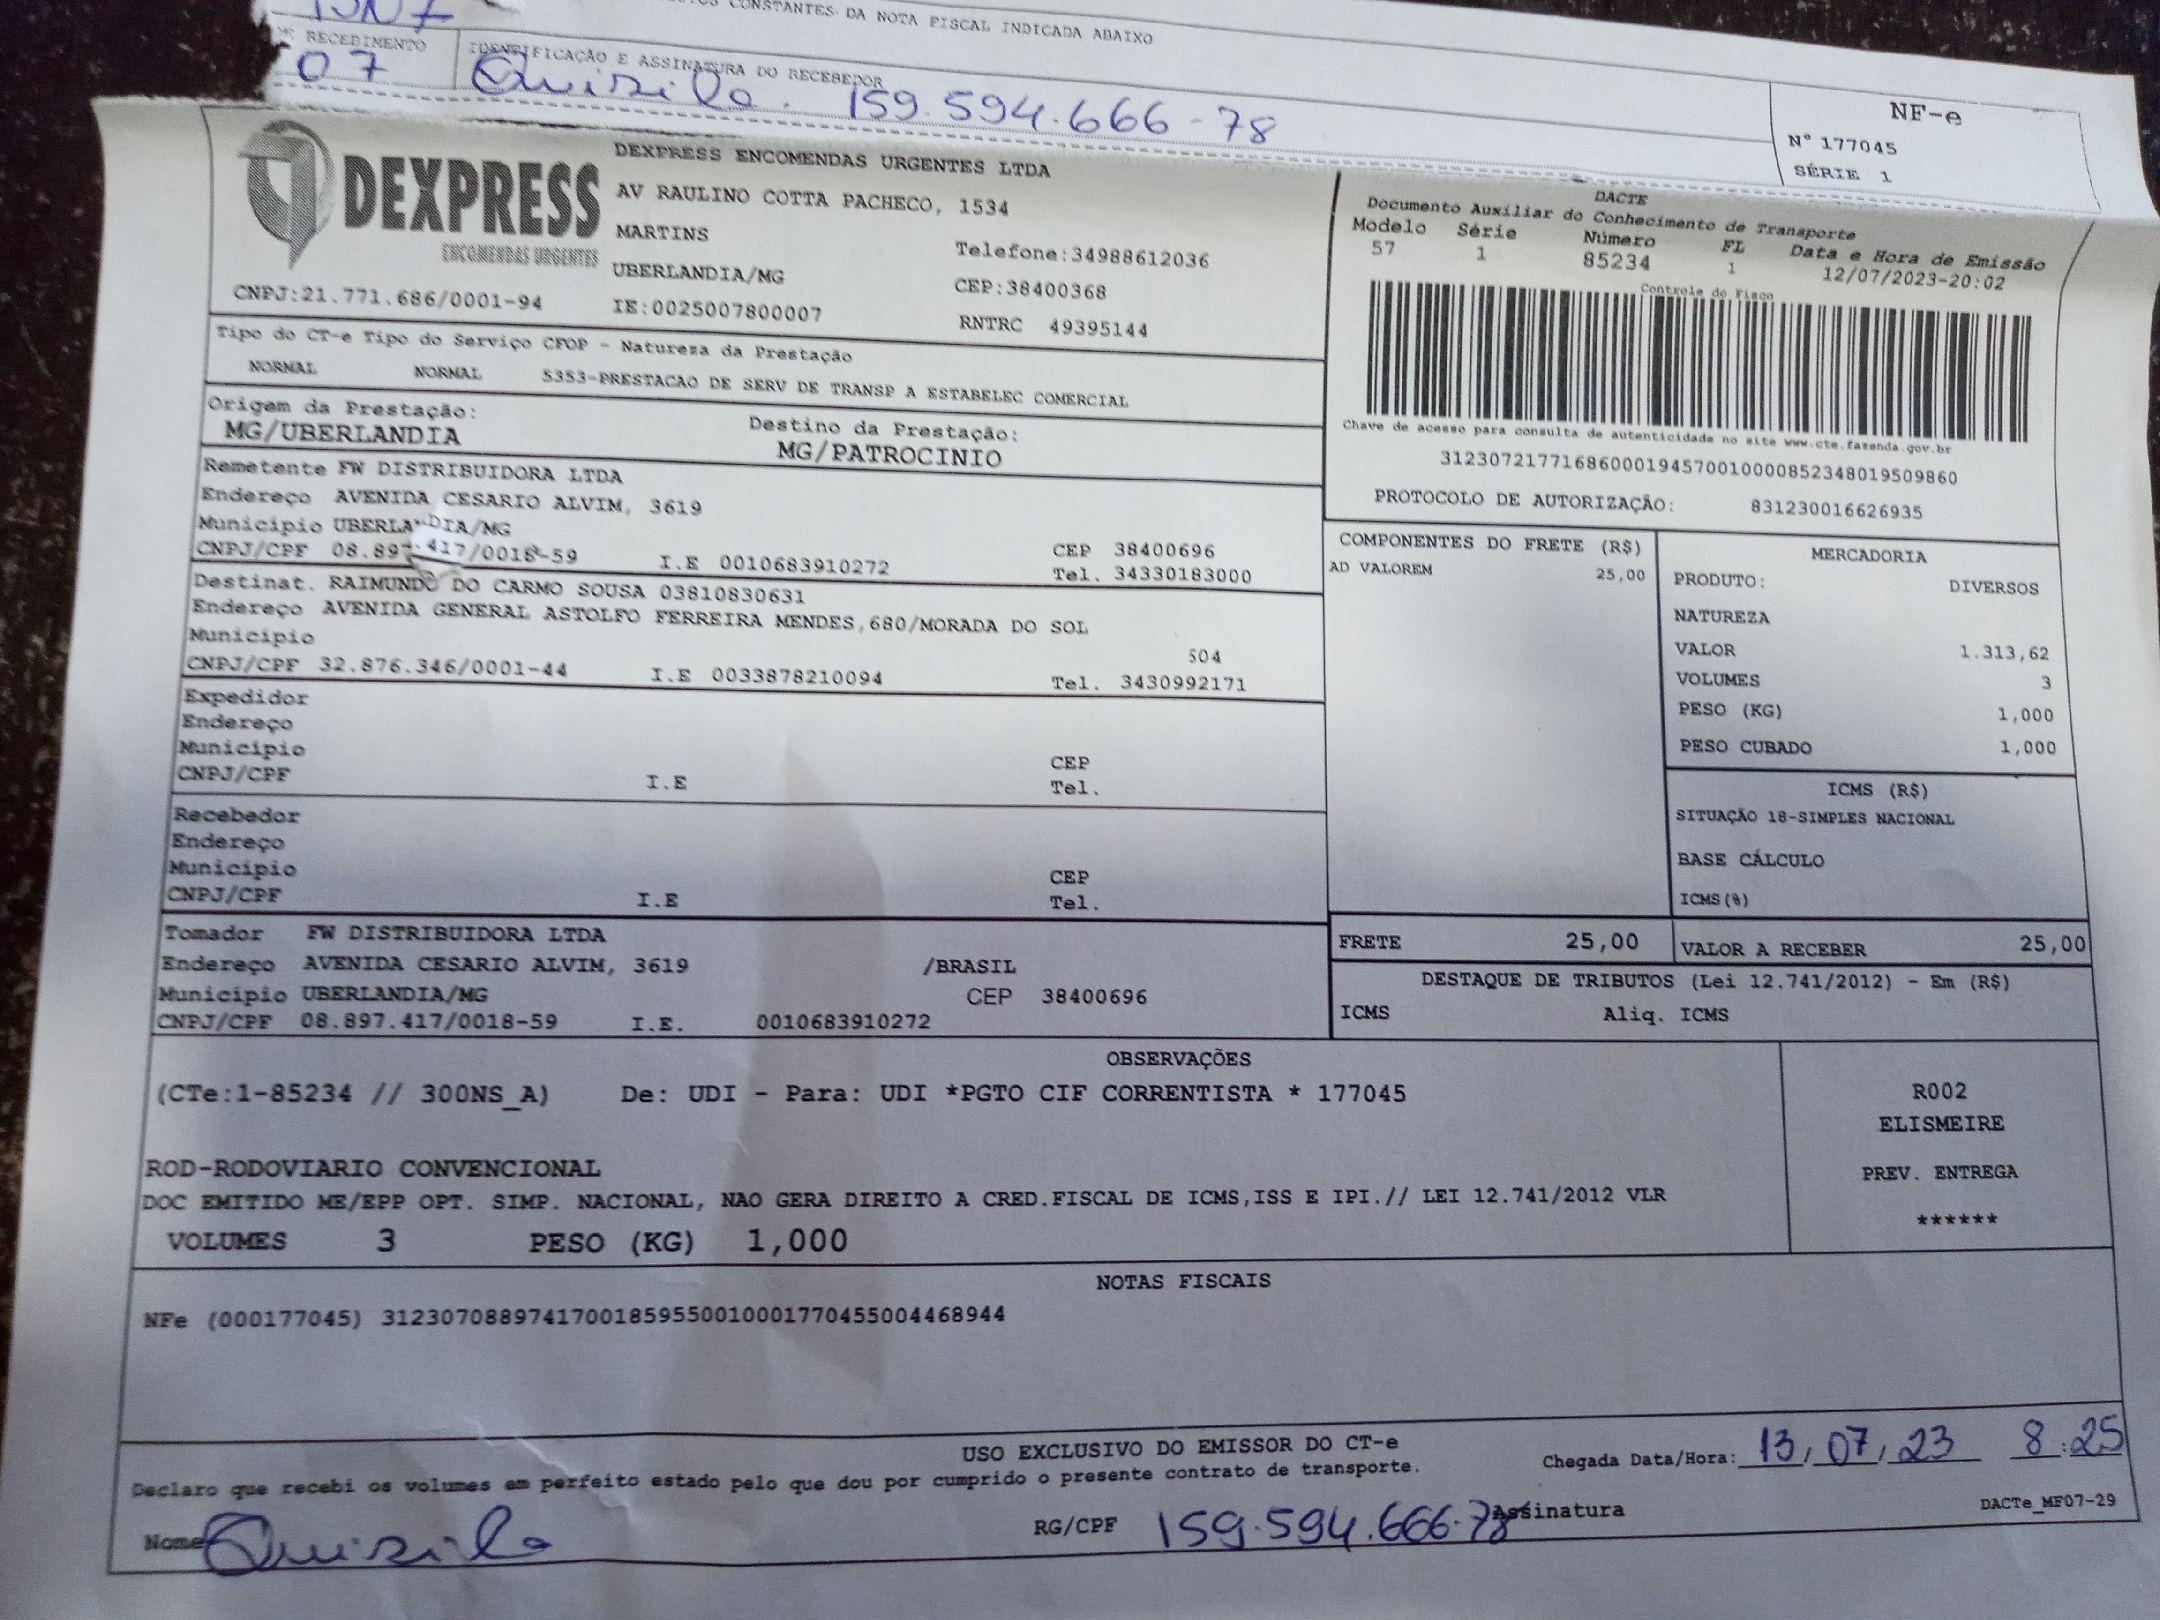 CONSTANTES DA NOTA FISCAL INDICADA ABAIXO
RECEBIMENTO
IDENTIFICAÇÃO E ASSINATURA DO RECEBEDOR
07
159.594.666-78
NF-e
N° 177045
SÉRIE 1
DEXPRESS
ENCOMENDAS URGENTES
CNPJ:21.771.686/0001-94
DEXPRESS ENCOMENDAS URGENTES LTDA
AV RAULINO COTTA PACHECO, 1534
MARTINS
UBERLANDIA/MG
IE:0025007800007
Telefone:34988612036
CEP:38400368
RNTRC 49395144
DACTE
Documento Auxiliar do Conhecimento de Transporte
Modelo Série Número FL Data e Hora de Emissão
57 1 85234 1 12/07/2023-20:02
Controle do Fisco
Chave de acesso para consulta de autenticidade no site www.cte.fazenda.gov.br
31230721771686000194570010000852348019509860
PROTOCOLO DE AUTORIZAÇÃO: 831230016626935
Tipo do CT-e Tipo do Serviço CFOP - Natureza da Prestação
NORMAL NORMAL 5353-PRESTACAO DE SERV DE TRANSP A ESTABELEC COMERCIAL
Origem da Prestação: Destino da Prestação:
MG/UBERLANDIA MG/PATROCINIO
Remetente FW DISTRIBUIDORA LTDA
Endereço AVENIDA CESARIO ALVIM, 3619
Município UBERLANDIA/MG
CNPJ/CPF 08.897.417/0018-59 I.E 0010683910272
CEP 38400696
Tel. 34330183000
Destinat. RAIMUNDO DO CARMO SOUSA 03810830631
Endereço AVENIDA GENERAL ASTOLFO FERREIRA MENDES,680/MORADA DO SOL
Município 504
CNPJ/CPF 32.876.346/0001-44 I.E 0033878210094 Tel. 3430992171
Expedidor
Endereço
Município CEP
CNPJ/CPF I.E Tel.
Recebedor
Endereço
Município CEP
CNPJ/CPF I.E Tel.
Tomador FW DISTRIBUIDORA LTDA
Endereço AVENIDA CESARIO ALVIM, 3619 /BRASIL
Município UBERLANDIA/MG CEP 38400696
CNPJ/CPF 08.897.417/0018-59 I.E. 0010683910272
COMPONENTES DO FRETE (R$)
AD VALOREM 25,00
MERCADORIA
PRODUTO: DIVERSOS
NATUREZA
VALOR 1.313,62
VOLUMES 3
PESO (KG) 1,000
PESO CUBADO 1,000
ICMS (R$)
SITUAÇÃO 18-SIMPLES NACIONAL
BASE CÁLCULO
ICMS(%)
FRETE 25,00
VALOR A RECEBER 25,00
DESTAQUE DE TRIBUTOS (Lei 12.741/2012) - Em (R$)
ICMS Aliq. ICMS
OBSERVAÇÕES
(CTe:1-85234 // 300NS_A) De: UDI - Para: UDI *PGTO CIF CORRENTISTA * 177045
ROD-RODOVIARIO CONVENCIONAL
DOC EMITIDO ME/EPP OPT. SIMP. NACIONAL, NAO GERA DIREITO A CRED.FISCAL DE ICMS,ISS E IPI.// LEI 12.741/2012 VLR
VOLUMES 3 PESO (KG) 1,000
R002
ELISMEIRE
PREV. ENTREGA
******
NOTAS FISCAIS
NFe (000177045) 31230708897417001859550010001770455004468944
USO EXCLUSIVO DO EMISSOR DO CT-e
Declaro que recebi os volumes em perfeito estado pelo que dou por cumprido o presente contrato de transporte.
Chegada Data/Hora: 13/07/23 8:25
Nome
RG/CPF 159.594.666-78 Assinatura
DACTe_MF07-29